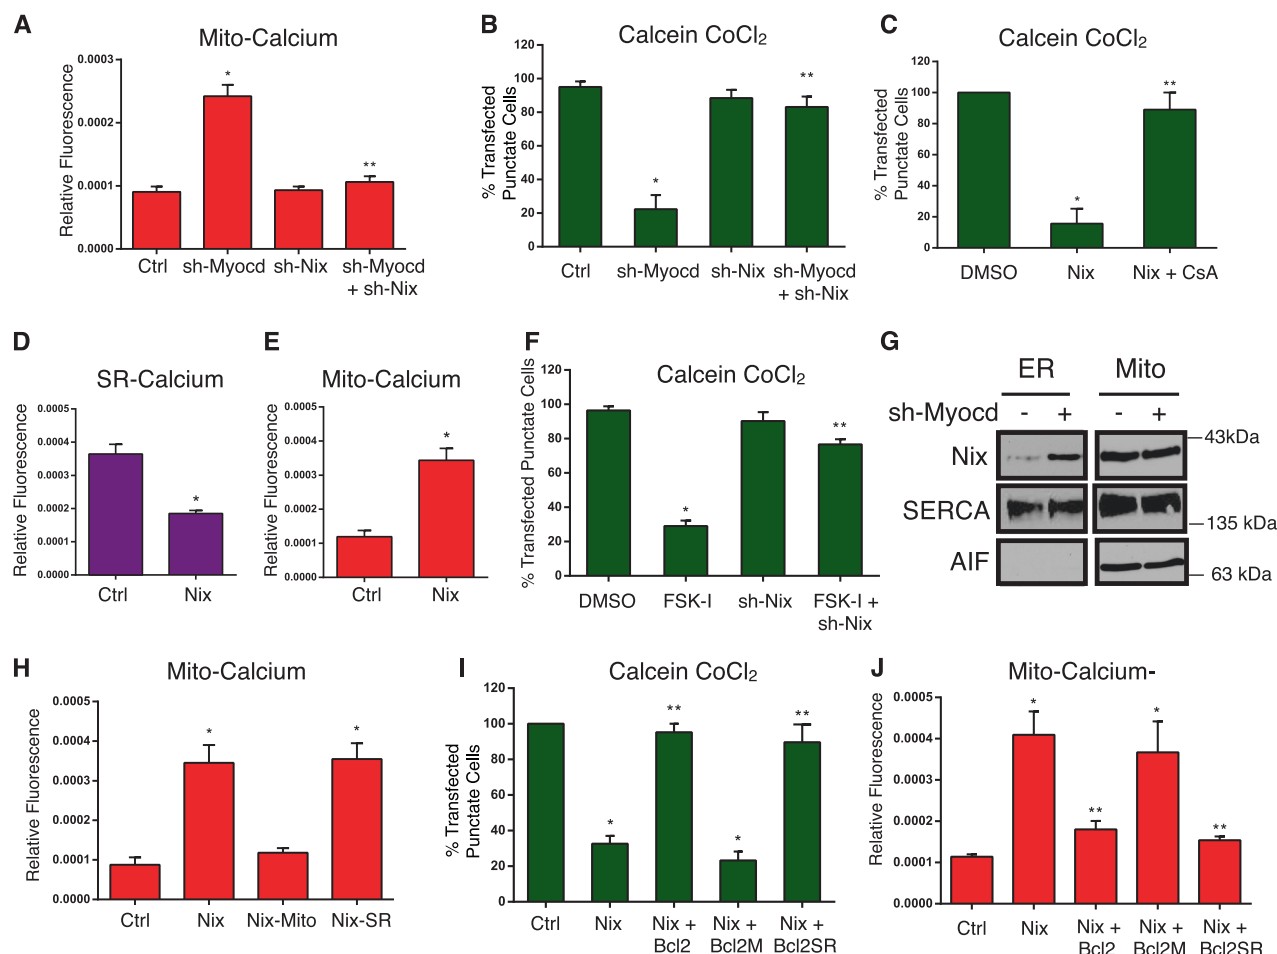 A
Mito-Calcium
Relative Fluorescence
0.0003
0.0002
0.0001
0.0000
*
**
Ctrl
sh-Myocd
sh-Nix
sh-Myocd
+ sh-Nix
B
Calcein CoCl₂
% Transfected
Punctate Cells
120
100
80
60
40
20
0
*
**
Ctrl
sh-Myocd
sh-Nix
sh-Myocd
+ sh-Nix
C
Calcein CoCl₂
% Transfected
Punctate Cells
120
100
80
60
40
20
0
*
**
DMSO
Nix
Nix + CsA
D
SR-Calcium
Relative Fluorescence
0.0005
0.0004
0.0003
0.0002
0.0001
0.0000
*
Ctrl
Nix
E
Mito-Calcium
Relative Fluorescence
0.0005
0.0004
0.0003
0.0002
0.0001
0.0000
*
Ctrl
Nix
F
Calcein CoCl₂
% Transfected Punctate Cells
120
100
80
60
40
20
0
*
**
DMSO
FSK-I
sh-Nix
FSK-I +
sh-Nix
G
ER
Mito
sh-Myocd - + - +
Nix
43kDa
SERCA
135 kDa
AIF
63 kDa
H
Mito-Calcium
Relative Fluorescence
0.0005
0.0004
0.0003
0.0002
0.0001
0.0000
*
*
Ctrl
Nix
Nix-Mito
Nix-SR
I
Calcein CoCl₂
% Transfected
Punctate Cells
120
100
80
60
40
20
0
*
**
*
**
Ctrl
Nix
Nix +
Bcl2
Nix +
Bcl2M
Nix +
Bcl2SR
J
Mito-Calcium-
Relative Fluorescence
0.0005
0.0004
0.0003
0.0002
0.0001
0.0000
*
**
*
**
Ctrl
Nix
Nix +
Bcl2
Nix +
Bcl2M
Nix +
Bcl2SR